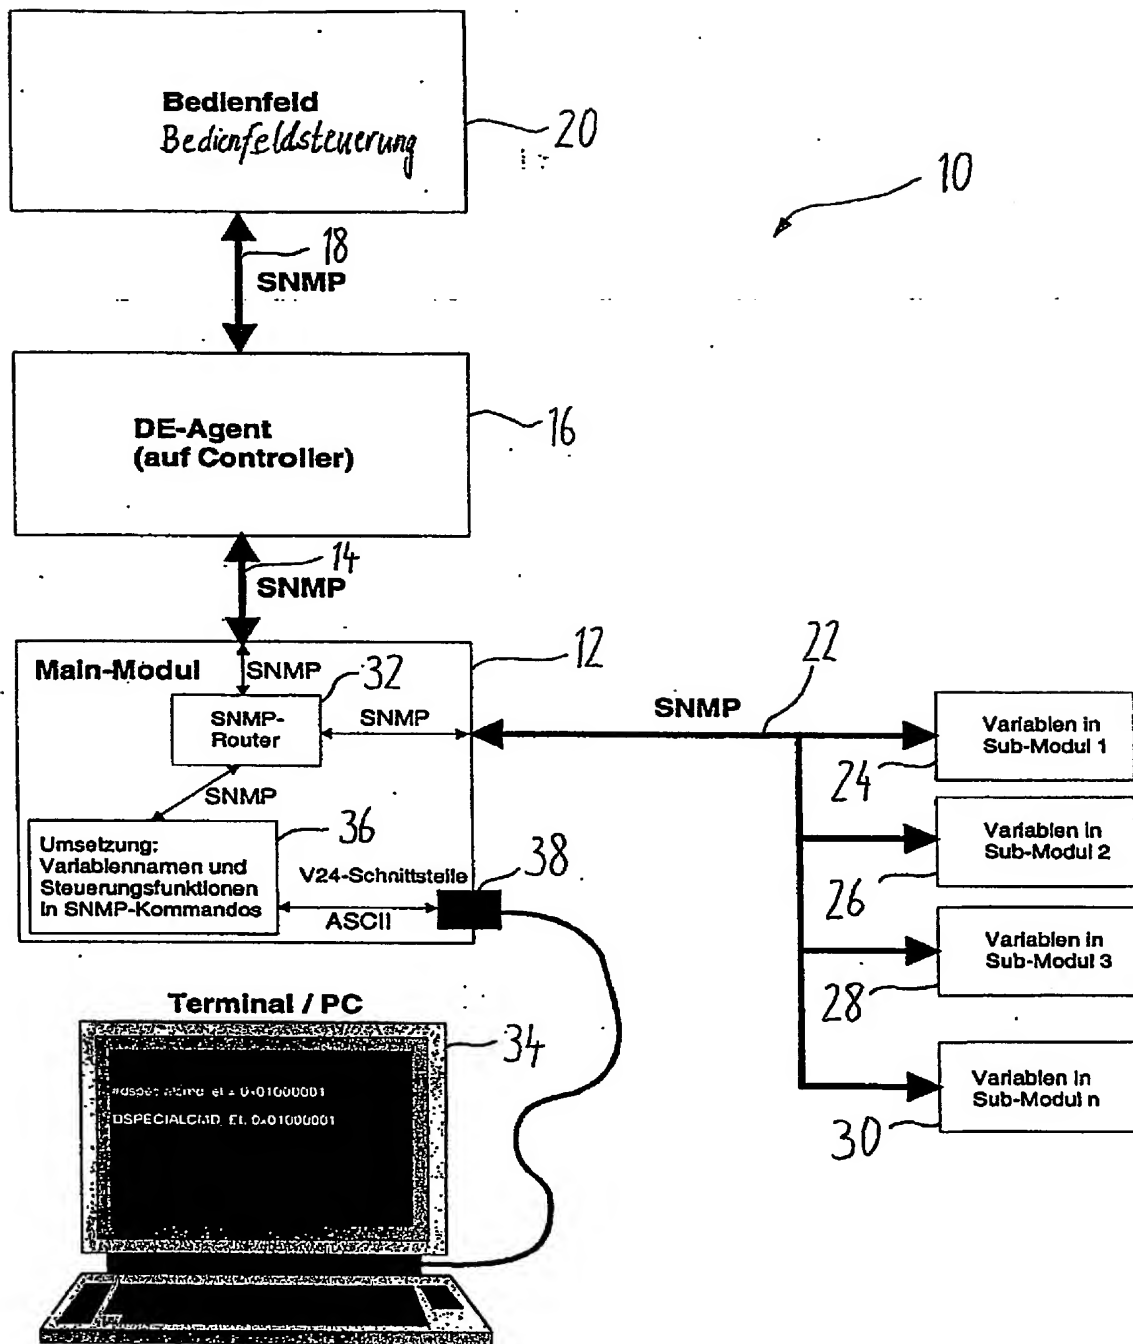 Bedienfeld
Bedienfeldsteuerung
20
10
18
SNMP
DE-Agent
(auf Controller)
16
14
SNMP
Main-Modul
12
SNMP
32
SNMP-
Router
SNMP
SNMP
22
SNMP
Variablen in
Sub-Modul 1
24
Variablen in
Sub-Modul 2
26
Variablen in
Sub-Modul 3
28
Variablen in
Sub-Modul n
30
36
Umsetzung:
Variablennamen und
Steuerungsfunktionen
in SNMP-Kommandos
V24-Schnittstelle
38
ASCII
Terminal / PC
34
0x01000001
DSPECIALCMD_EL 0x01000001